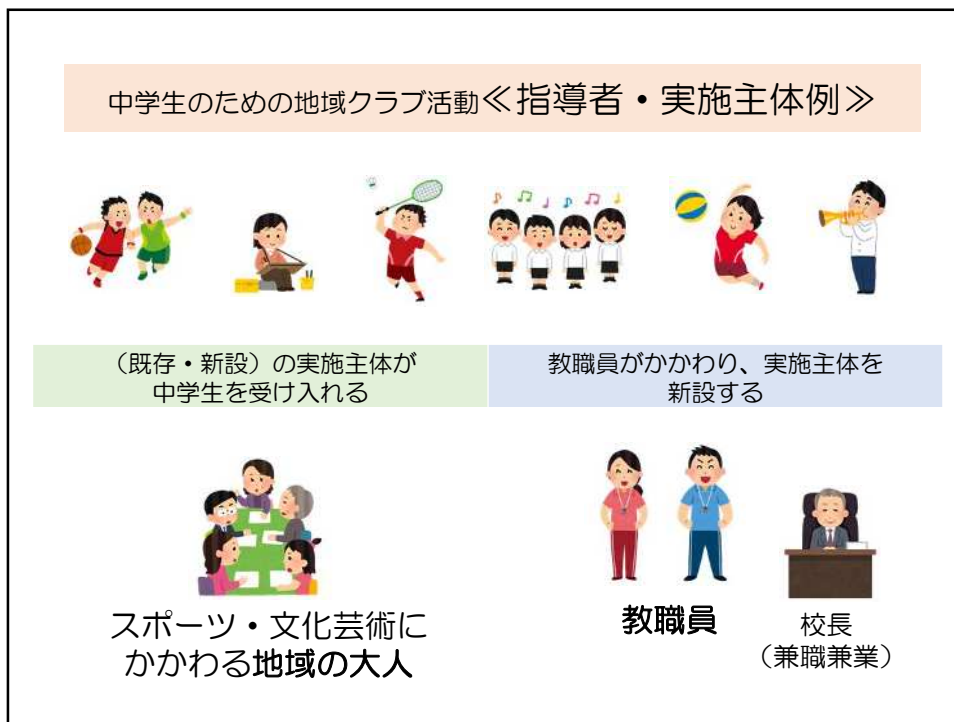 中学生のための地域クラブ活動≪指導者・実施主体例≫
（既存・新設）の実施主体が
中学生を受け入れる
教職員がかかわり、実施主体を
新設する
スポーツ・文化芸術に
かかわる地域の大人
教職員
校長
（兼職兼業）